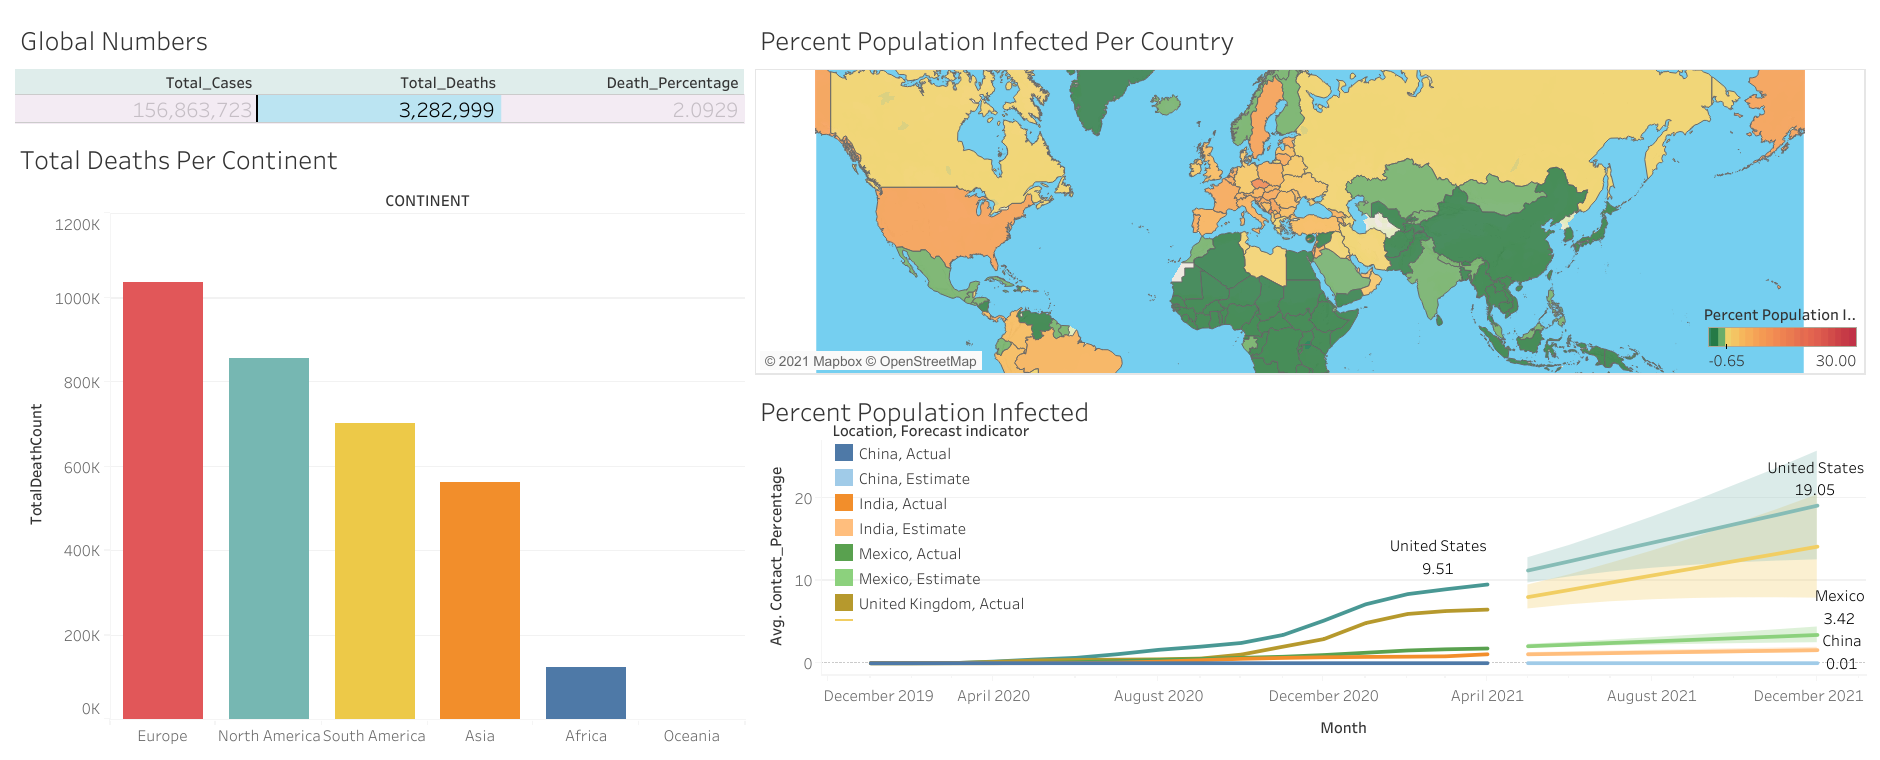 Global Numbers
Total_Cases Total_Deaths Death_Percentage
156,863,723 3,282,999 2.0929
Total Deaths Per Continent
CONTINENT
TotalDeathCount
1200K
1000K
800K
600K
400K
200K
0K
Europe North America South America Asia Africa Oceania
Percent Population Infected Per Country
Percent Population I..
-0.65 30.00
© 2021 Mapbox © OpenStreetMap
Percent Population Infected
Location, Forecast indicator
China, Actual
China, Estimate
India, Actual
India, Estimate
Mexico, Actual
Mexico, Estimate
United Kingdom, Actual
Avg. Contact_Percentage
20
10
0
United States
9.51
United States
19.05
Mexico
3.42
China
0.01
December 2019 April 2020 August 2020 December 2020 April 2021 August 2021 December 2021
Month